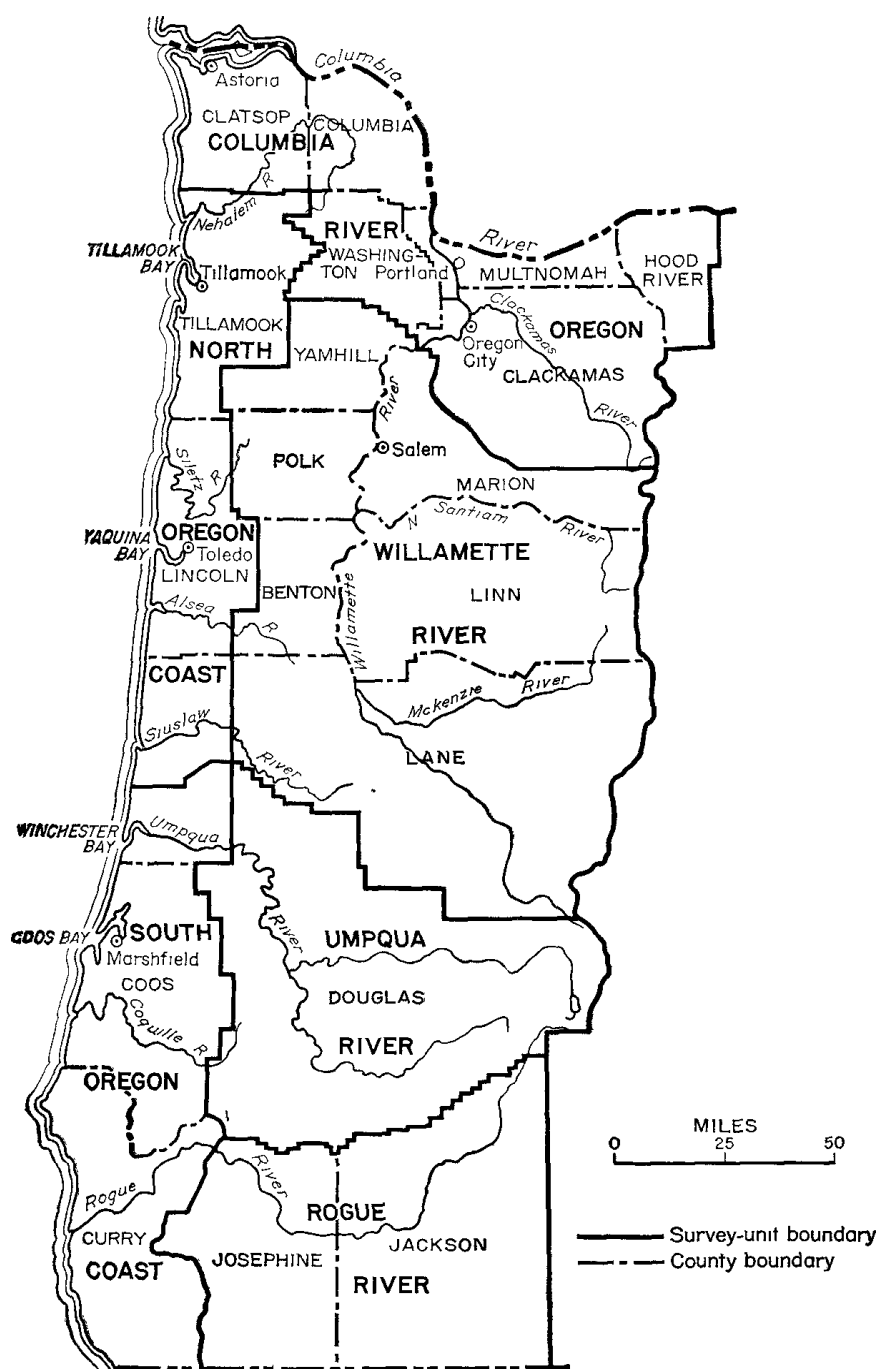 Columbia
Astoria
CLATSOP
COLUMBIA
COLUMBIA
Nehalem R
RIVER
River
TILLAMOOK
BAY
WASHING-
TON
Portland
MULTNOMAH
HOOD
RIVER
Tillamook
TILLAMOOK
NORTH
YAMHILL
Clackamas
Oregon
City
OREGON
CLACKAMAS
River
River
POLK
Salem
MARION
Siletz R
N Santiam River
YAQUINA
BAY
OREGON
Toledo
LINCOLN
WILLAMETTE
BENTON
LINN
Willamette
Alsea R
RIVER
COAST
Mckenzie River
Siuslaw River
LANE
WINCHESTER
BAY
Umpqua
River
COOS BAY
SOUTH
Marshfield
COOS
UMPQUA
DOUGLAS
RIVER
Coquille R
OREGON
MILES
0 25 50
Rogue River
ROGUE
CURRY
COAST
JOSEPHINE
JACKSON
RIVER
Survey-unit boundary
County boundary